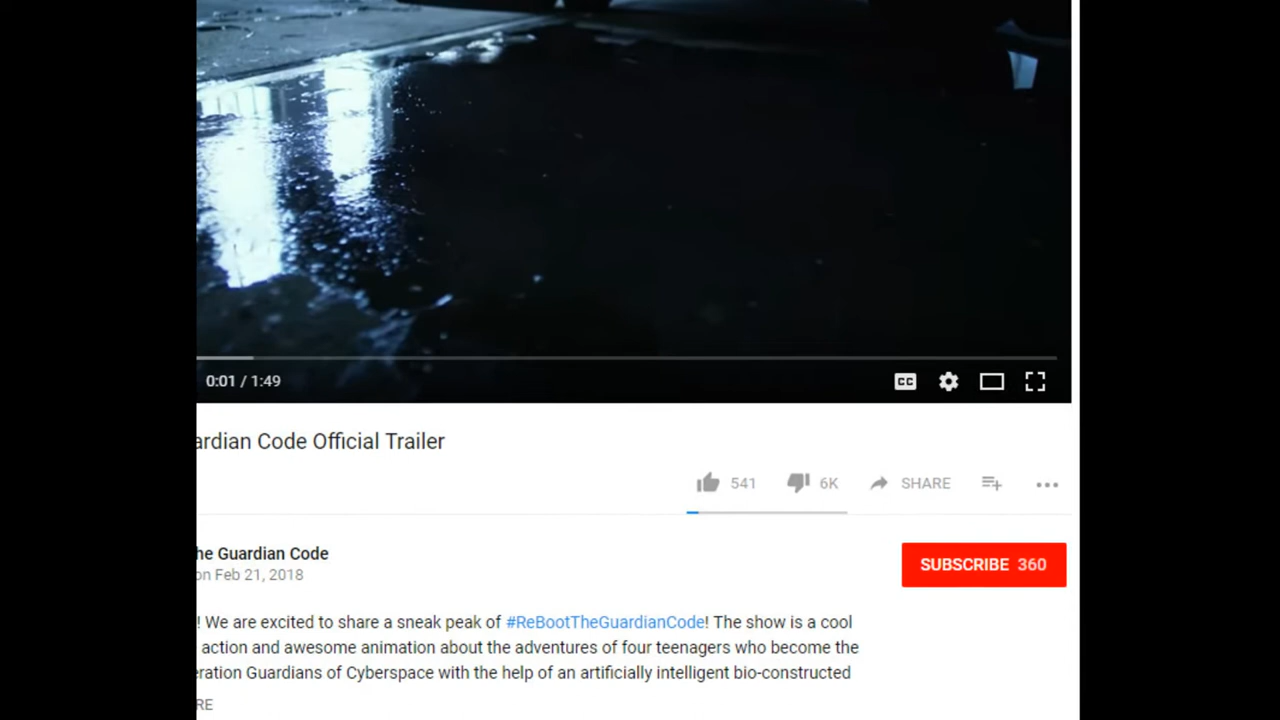 0:01 / 1:49
CC
ardian Code Official Trailer
541
6K
SHARE
he Guardian Code
SUBSCRIBE 360
on Feb 21, 2018
! We are excited to share a sneak peak of #ReBootTheGuardianCode! The show is a cool
action and awesome animation about the adventures of four teenagers who become the
eration Guardians of Cyberspace with the help of an artificially intelligent bio-constructed
RE